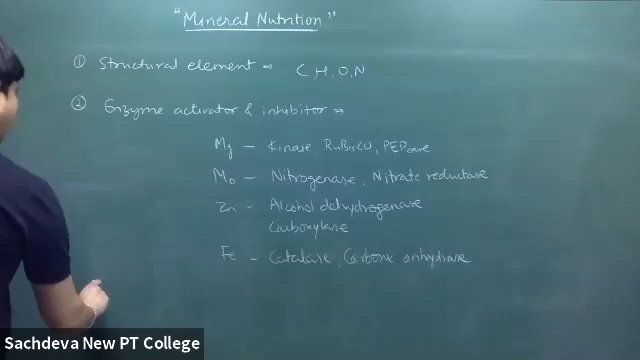 "Mineral Nutrition"
① Structural element → C, H, O, N
② Enzyme activator & inhibitor →
Mg — Kinase, RuBisCO, PEPcase
Mo — Nitrogenase, Nitrate reductase
Zn — Alcohol dehydrogenase
Carboxylase
Fe — Catalase, Carbonic anhydrase
Sachdeva New PT College